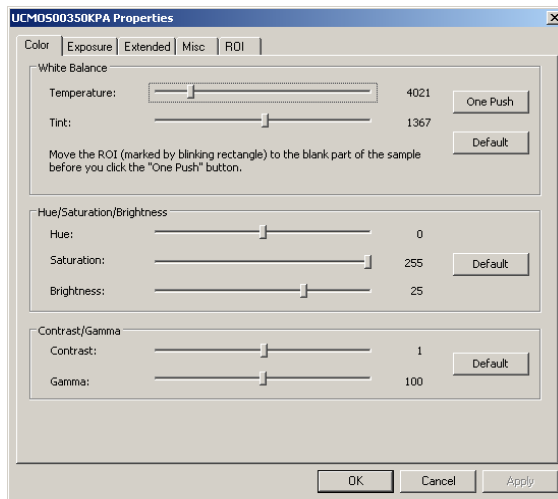 UCMOS00350KPA Properties
Color Exposure Extended Misc ROI
White Balance
Temperature: 4021 One Push
Tint: 1367
Default
Move the ROI (marked by blinking rectangle) to the blank part of the sample
before you click the "One Push" button.
Hue/Saturation/Brightness
Hue: 0
Saturation: 255 Default
Brightness: 25
Contrast/Gamma
Contrast: 1
Default
Gamma: 100
OK Cancel Apply